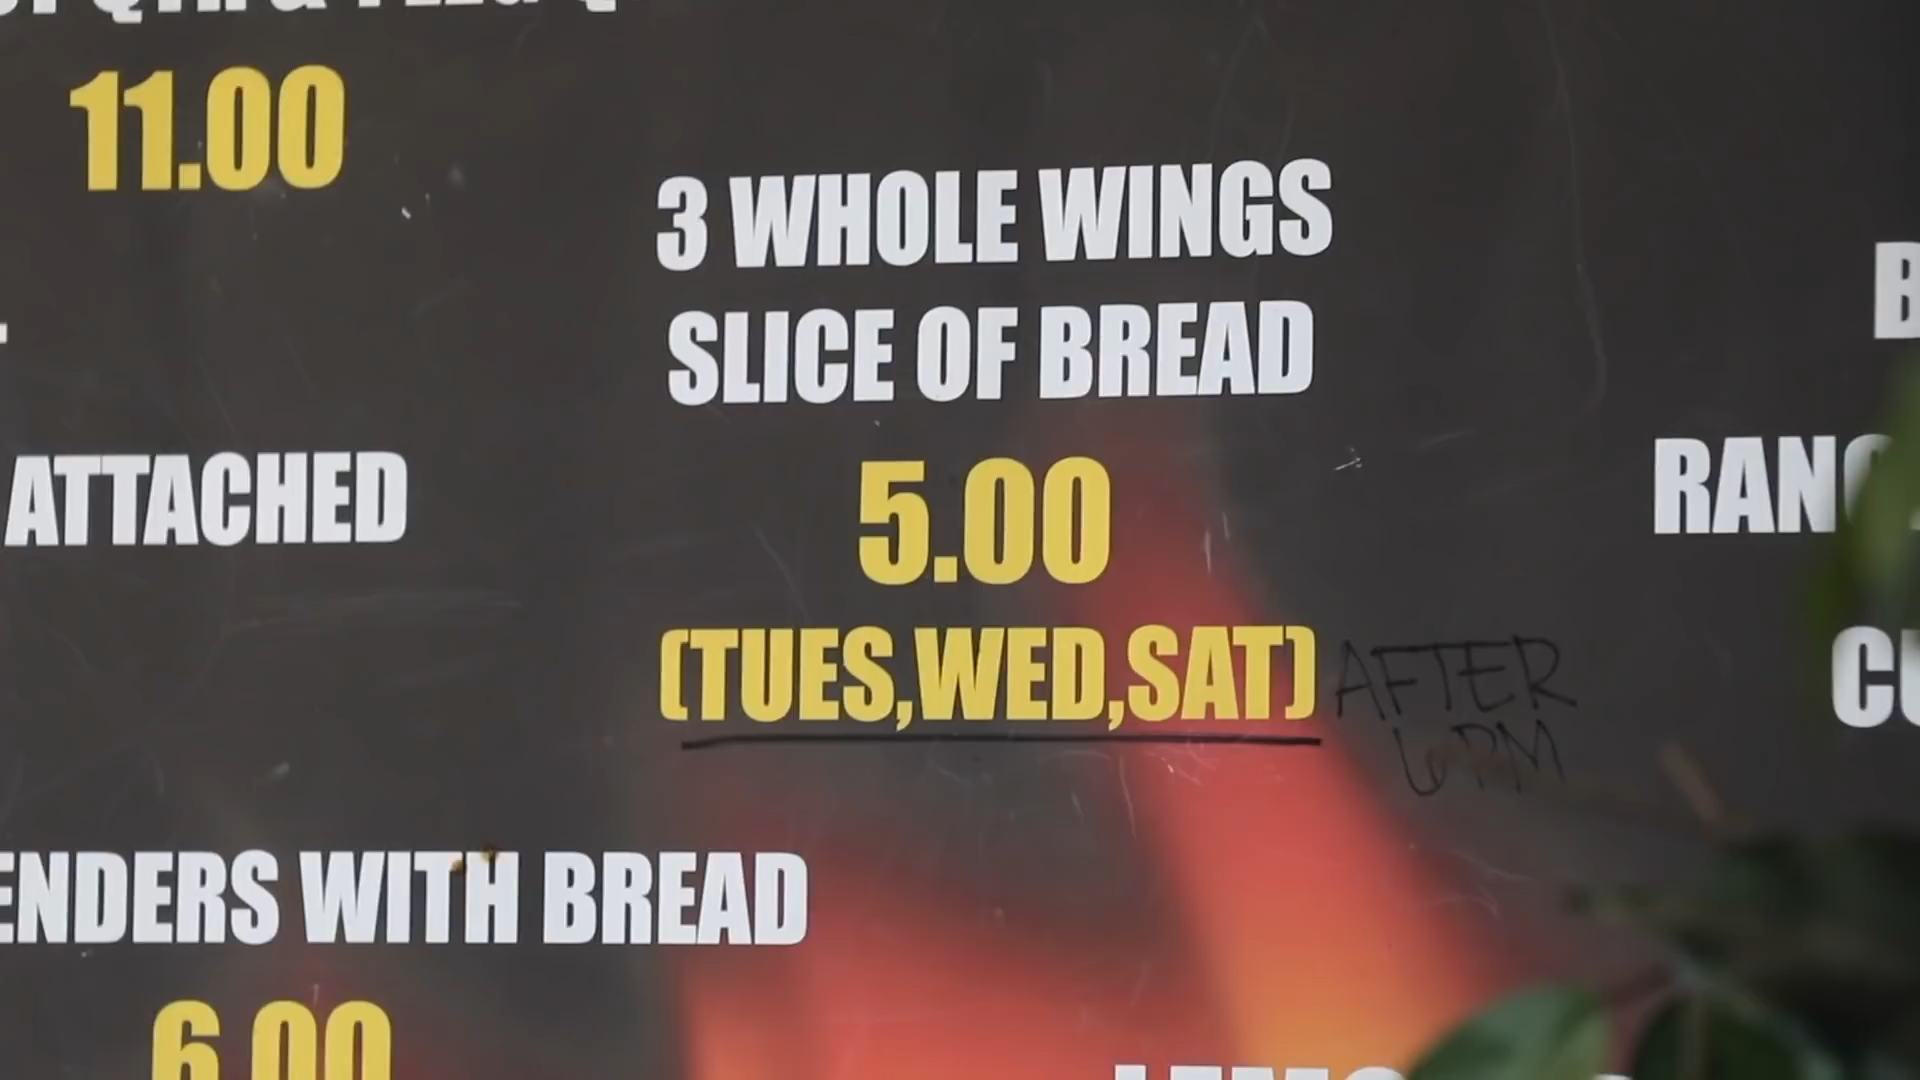 11.00
3 WHOLE WINGS
SLICE OF BREAD
5.00
(TUES,WED,SAT) AFTER
6PM
ATTACHED
WITH BREAD
6.00